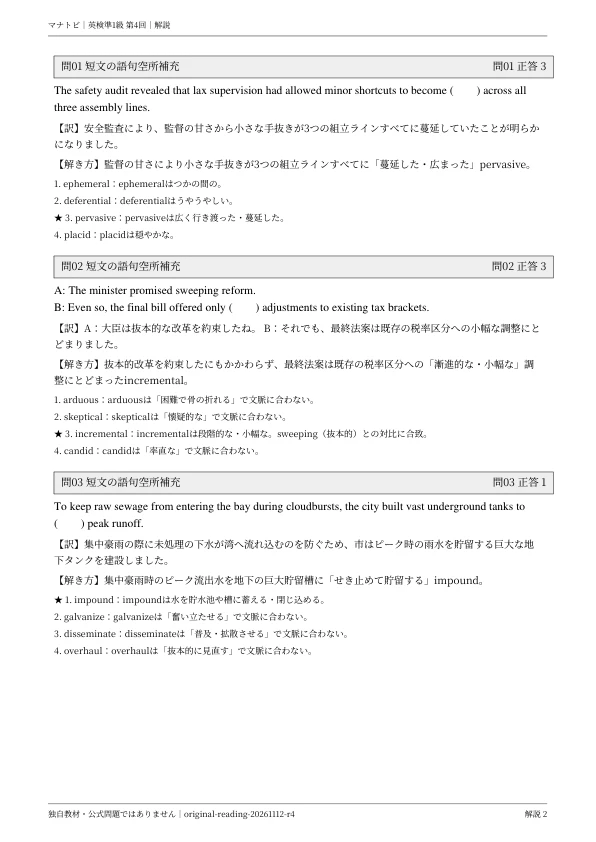 マナトビ｜英検準1級 第4回｜解説
問01 短文の語句空所補充 問01 正答 3
The safety audit revealed that lax supervision had allowed minor shortcuts to become (　　) across all
three assembly lines.
【訳】安全監査により、監督の甘さから小さな手抜きが3つの組立ラインすべてに蔓延していたことが明らか
になりました。
【解き方】監督の甘さにより小さな手抜きが3つの組立ラインすべてに「蔓延した・広まった」pervasive。
1. ephemeral：ephemeralはつかの間の。
2. deferential：deferentialはうやうやしい。
★ 3. pervasive：pervasiveは広く行き渡った・蔓延した。
4. placid：placidは穏やかな。
問02 短文の語句空所補充 問02 正答 3
A: The minister promised sweeping reform.
B: Even so, the final bill offered only (　　) adjustments to existing tax brackets.
【訳】A：大臣は抜本的な改革を約束したね。 B：それでも、最終法案は既存の税率区分への小幅な調整にと
どまりました。
【解き方】抜本的改革を約束したにもかかわらず、最終法案は既存の税率区分への「漸進的な・小幅な」調
整にとどまったincremental。
1. arduous：arduousは「困難で骨の折れる」で文脈に合わない。
2. skeptical：skepticalは「懐疑的な」で文脈に合わない。
★ 3. incremental：incrementalは段階的な・小幅な。sweeping（抜本的）との対比に合致。
4. candid：candidは「率直な」で文脈に合わない。
問03 短文の語句空所補充 問03 正答 1
To keep raw sewage from entering the bay during cloudbursts, the city built vast underground tanks to
(　　) peak runoff.
【訳】集中豪雨の際に未処理の下水が湾へ流れ込むのを防ぐため、市はピーク時の雨水を貯留する巨大な地
下タンクを建設しました。
【解き方】集中豪雨時のピーク流出水を地下の巨大貯留槽に「せき止めて貯留する」impound。
★ 1. impound：impoundは水を貯水池や槽に蓄える・閉じ込める。
2. galvanize：galvanizeは「奮い立たせる」で文脈に合わない。
3. disseminate：disseminateは「普及・拡散させる」で文脈に合わない。
4. overhaul：overhaulは「抜本的に見直す」で文脈に合わない。
独自教材・公式問題ではありません｜original-reading-20261112-r4 解説 2